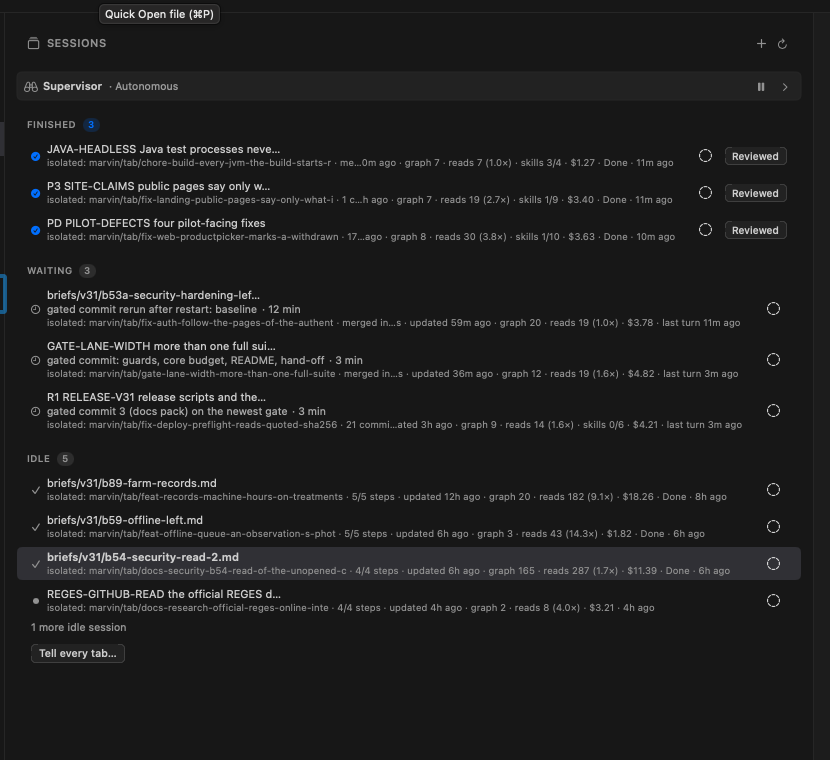 Quick Open file (⌘P)
SESSIONS
Supervisor · Autonomous
FINISHED 3
JAVA-HEADLESS Java test processes neve…
isolated: marvin/tab/chore-build-every-jvm-the-build-starts-r · me…0m ago · graph 7 · reads 7 (1.0×) · skills 3/4 · $1.27 · Done · 11m ago
Reviewed
P3 SITE-CLAIMS public pages say only w…
isolated: marvin/tab/fix-landing-public-pages-say-only-what-i · 1 c…h ago · graph 7 · reads 19 (2.7×) · skills 1/9 · $3.40 · Done · 11m ago
Reviewed
PD PILOT-DEFECTS four pilot-facing fixes
isolated: marvin/tab/fix-web-productpicker-marks-a-withdrawn · 17…ago · graph 8 · reads 30 (3.8×) · skills 1/10 · $3.63 · Done · 10m ago
Reviewed
WAITING 3
briefs/v31/b53a-security-hardening-lef…
gated commit rerun after restart: baseline · 12 min
isolated: marvin/tab/fix-auth-follow-the-pages-of-the-authent · merged in…s · updated 59m ago · graph 20 · reads 19 (1.0×) · $3.78 · last turn 11m ago
GATE-LANE-WIDTH more than one full sui…
gated commit: guards, core budget, README, hand-off · 3 min
isolated: marvin/tab/gate-lane-width-more-than-one-full-suite · merged in…s · updated 36m ago · graph 12 · reads 19 (1.6×) · $4.82 · last turn 3m ago
R1 RELEASE-V31 release scripts and the…
gated commit 3 (docs pack) on the newest gate · 3 min
isolated: marvin/tab/fix-deploy-preflight-reads-quoted-sha256 · 21 commi…ated 3h ago · graph 9 · reads 14 (1.6×) · skills 0/6 · $4.21 · last turn 3m ago
IDLE 5
briefs/v31/b89-farm-records.md
isolated: marvin/tab/feat-records-machine-hours-on-treatments · 5/5 steps · updated 12h ago · graph 20 · reads 182 (9.1×) · $18.26 · Done · 8h ago
briefs/v31/b59-offline-left.md
isolated: marvin/tab/feat-offline-queue-an-observation-s-phot · 5/5 steps · updated 6h ago · graph 3 · reads 43 (14.3×) · $1.82 · Done · 6h ago
briefs/v31/b54-security-read-2.md
isolated: marvin/tab/docs-security-b54-read-of-the-unopened-c · 4/4 steps · updated 6h ago · graph 165 · reads 287 (1.7×) · $11.39 · Done · 6h ago
REGES-GITHUB-READ the official REGES d…
isolated: marvin/tab/docs-research-official-reges-online-inte · 4/4 steps · updated 4h ago · graph 2 · reads 8 (4.0×) · $3.21 · 4h ago
1 more idle session
Tell every tab…